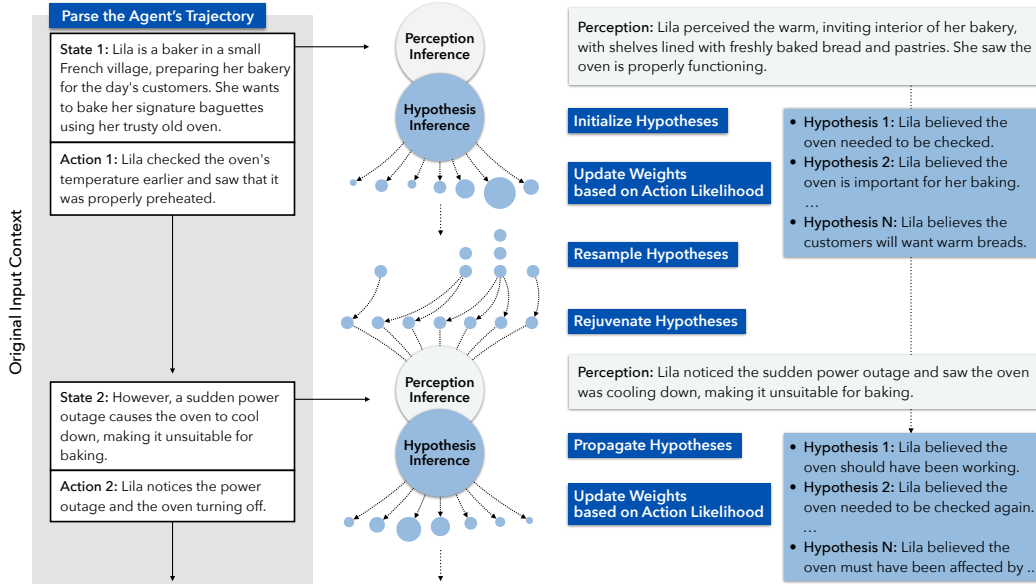 Parse the Agent's Trajectory
Original Input Context
State 1: Lila is a baker in a small
French village, preparing her bakery
for the day's customers. She wants
to bake her signature baguettes
using her trusty old oven.
Action 1: Lila checked the oven's
temperature earlier and saw that it
was properly preheated.
State 2: However, a sudden power
outage causes the oven to cool
down, making it unsuitable for
baking.
Action 2: Lila notices the power
outage and the oven turning off.
Perception
Inference
Hypothesis
Inference
Perception
Inference
Hypothesis
Inference
Perception: Lila perceived the warm, inviting interior of her bakery,
with shelves lined with freshly baked bread and pastries. She saw the
oven is properly functioning.
Initialize Hypotheses
Update Weights
based on Action Likelihood
• Hypothesis 1: Lila believed the
oven needed to be checked.
• Hypothesis 2: Lila believed the
oven is important for her baking.
...
• Hypothesis N: Lila believes the
customers will want warm breads.
Resample Hypotheses
Rejuvenate Hypotheses
Perception: Lila noticed the sudden power outage and saw the oven
was cooling down, making it unsuitable for baking.
Propagate Hypotheses
Update Weights
based on Action Likelihood
• Hypothesis 1: Lila believed the
oven should have been working.
• Hypothesis 2: Lila believed the
oven needed to be checked again.
...
• Hypothesis N: Lila believed the
oven must have been affected by ...